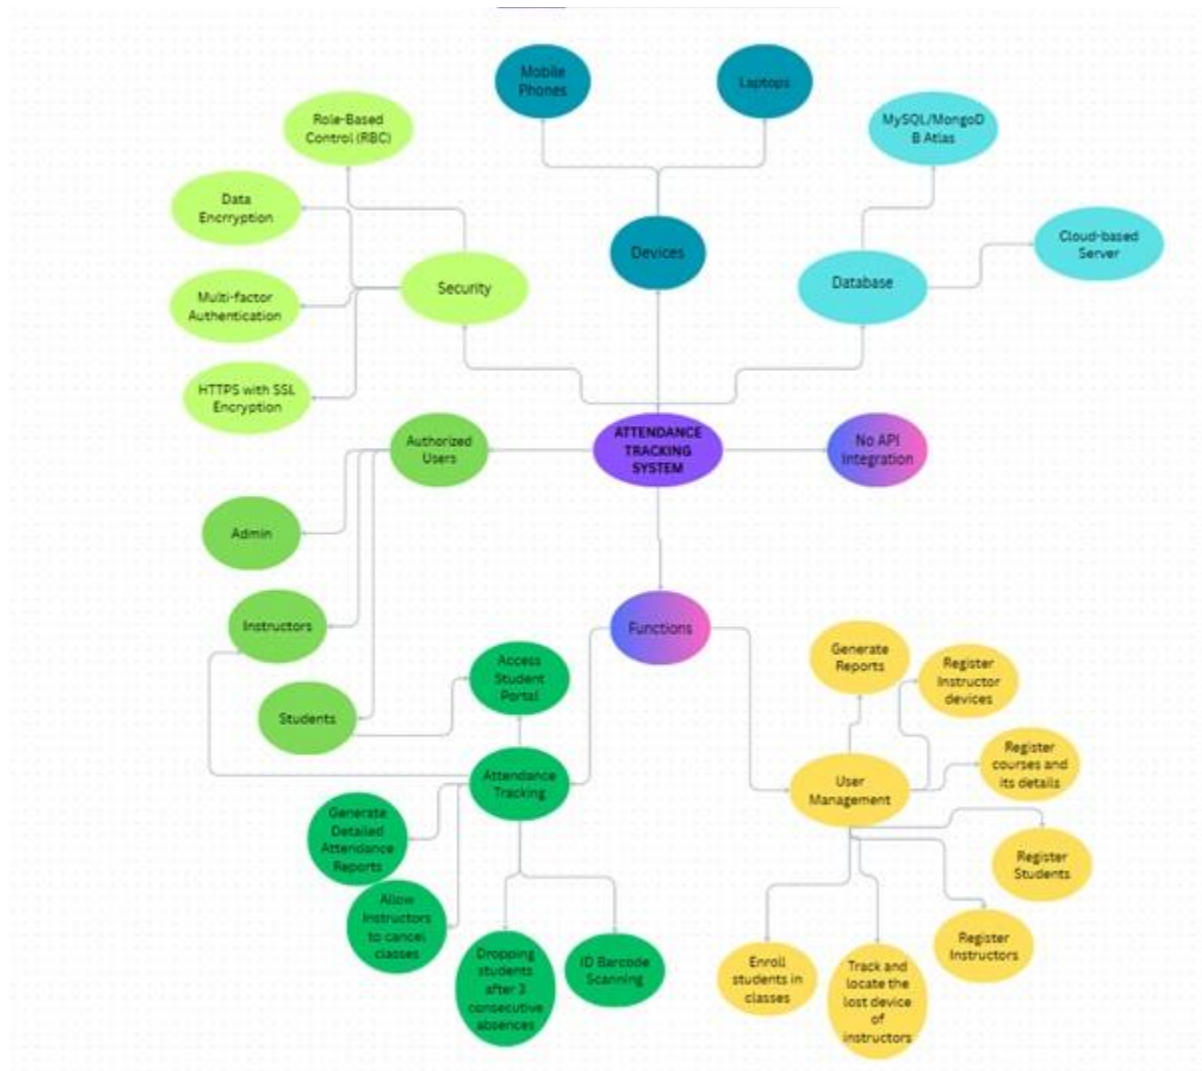 Mobile
Phones
Laptops
Role-Based
Control (RBC)
MySQL/MongoD
B Atlas
Data
Encrryption
Cloud-based
Server
Devices
Security
Database
Multi-factor
Authentication
HTTPS with SSL
Encryption
Authorized
Users
ATTENDANCE
TRACKING
SYSTEM
No API
Integration
Admin
Instructors
Functions
Students
Access
Student
Portal
Generate
Reports
Register
Instructor
devices
Attendance
Tracking
User
Management
Register
courses and
its details
Generate
Detailed
Attendance
Reports
Register
Students
Allow
Instructors
to cancel
classes
Register
Instructors
Dropping
students
after 3
consecutive
absences
ID Barcode
Scanning
Enroll
students in
classes
Track and
locate the
lost device
of
instructors